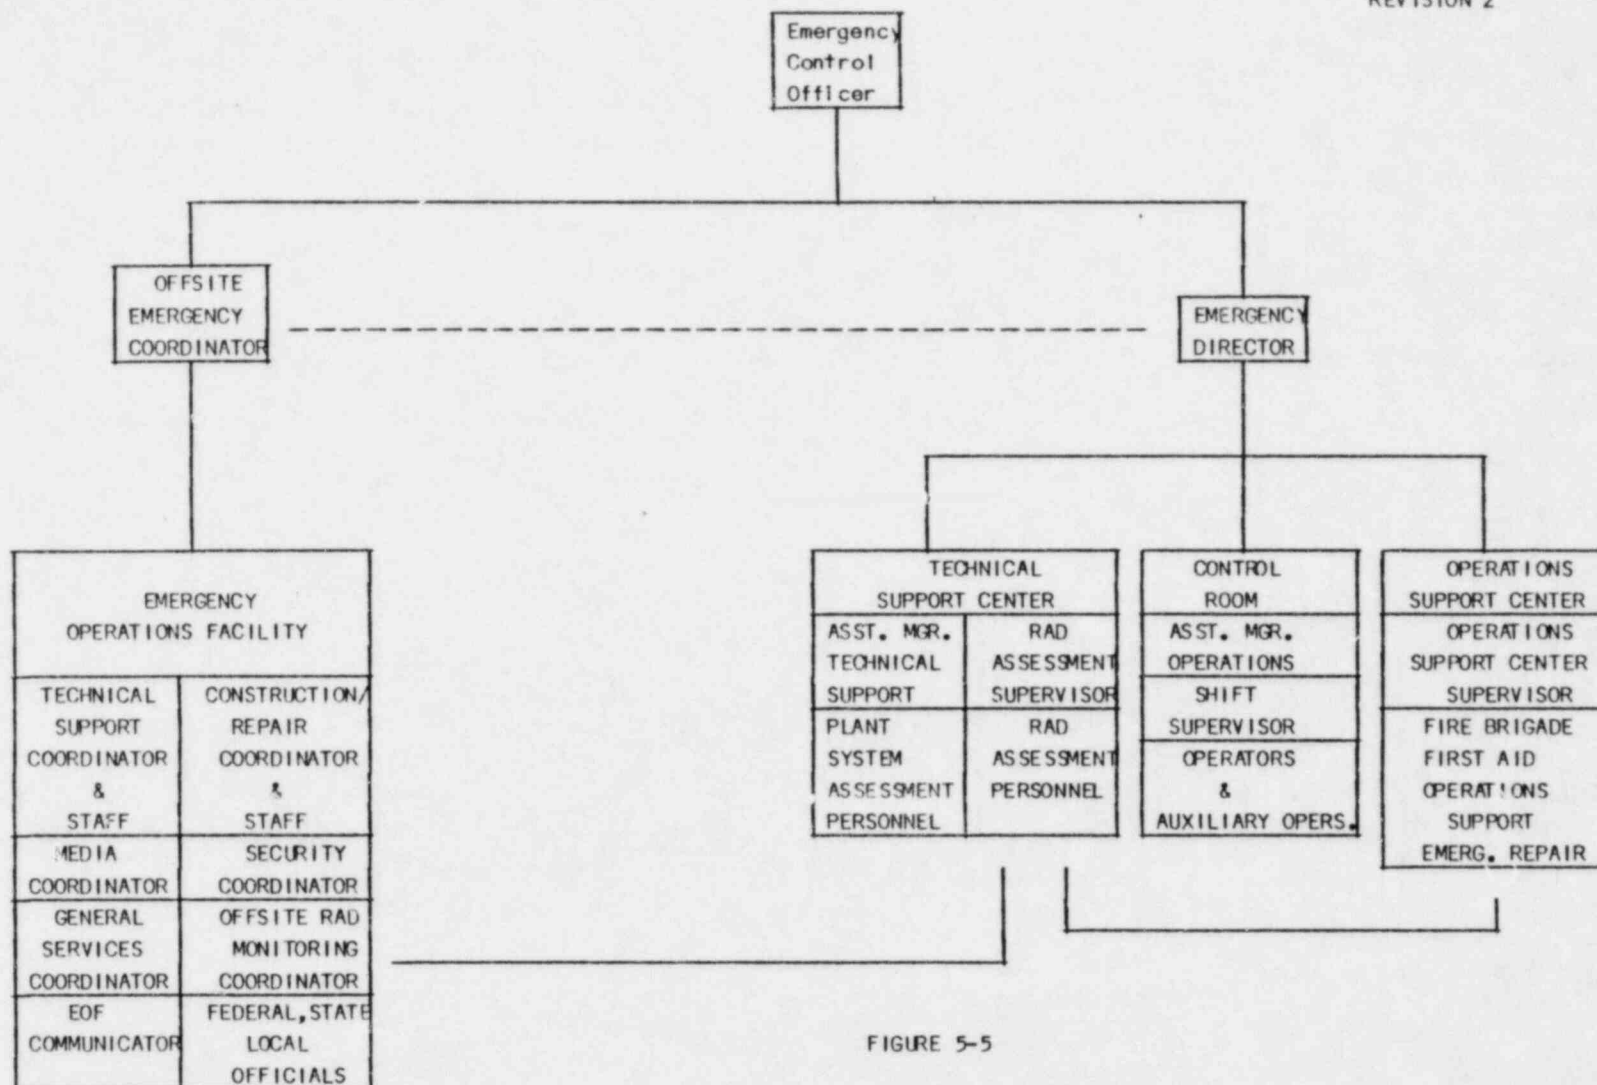 REVISION 2
Emergency
Control
Officer
OFFSITE
EMERGENCY
COORDINATOR
EMERGENCY
DIRECTOR
EMERGENCY
OPERATIONS FACILITY
TECHNICAL
SUPPORT
COORDINATOR
&
STAFF
CONSTRUCTION/
REPAIR
COORDINATOR
&
STAFF
MEDIA
COORDINATOR
SECURITY
COORDINATOR
GENERAL
SERVICES
COORDINATOR
OFFSITE RAD
MONITORING
COORDINATOR
EOF
COMMUNICATOR
FEDERAL, STATE
LOCAL
OFFICIALS
TECHNICAL
SUPPORT CENTER
ASST. MGR.
TECHNICAL
SUPPORT
RAD
ASSESSMENT
SUPERVISOR
PLANT
SYSTEM
ASSESSMENT
PERSONNEL
RAD
ASSESSMENT
PERSONNEL
CONTROL
ROOM
ASST. MGR.
OPERATIONS
SHIFT
SUPERVISOR
OPERATORS
&
AUXILIARY OPERS.
OPERATIONS
SUPPORT CENTER
OPERATIONS
SUPPORT CENTER
SUPERVISOR
FIRE BRIGADE
FIRST AID
OPERATIONS
SUPPORT
EMERG. REPAIR
FIGURE 5-5